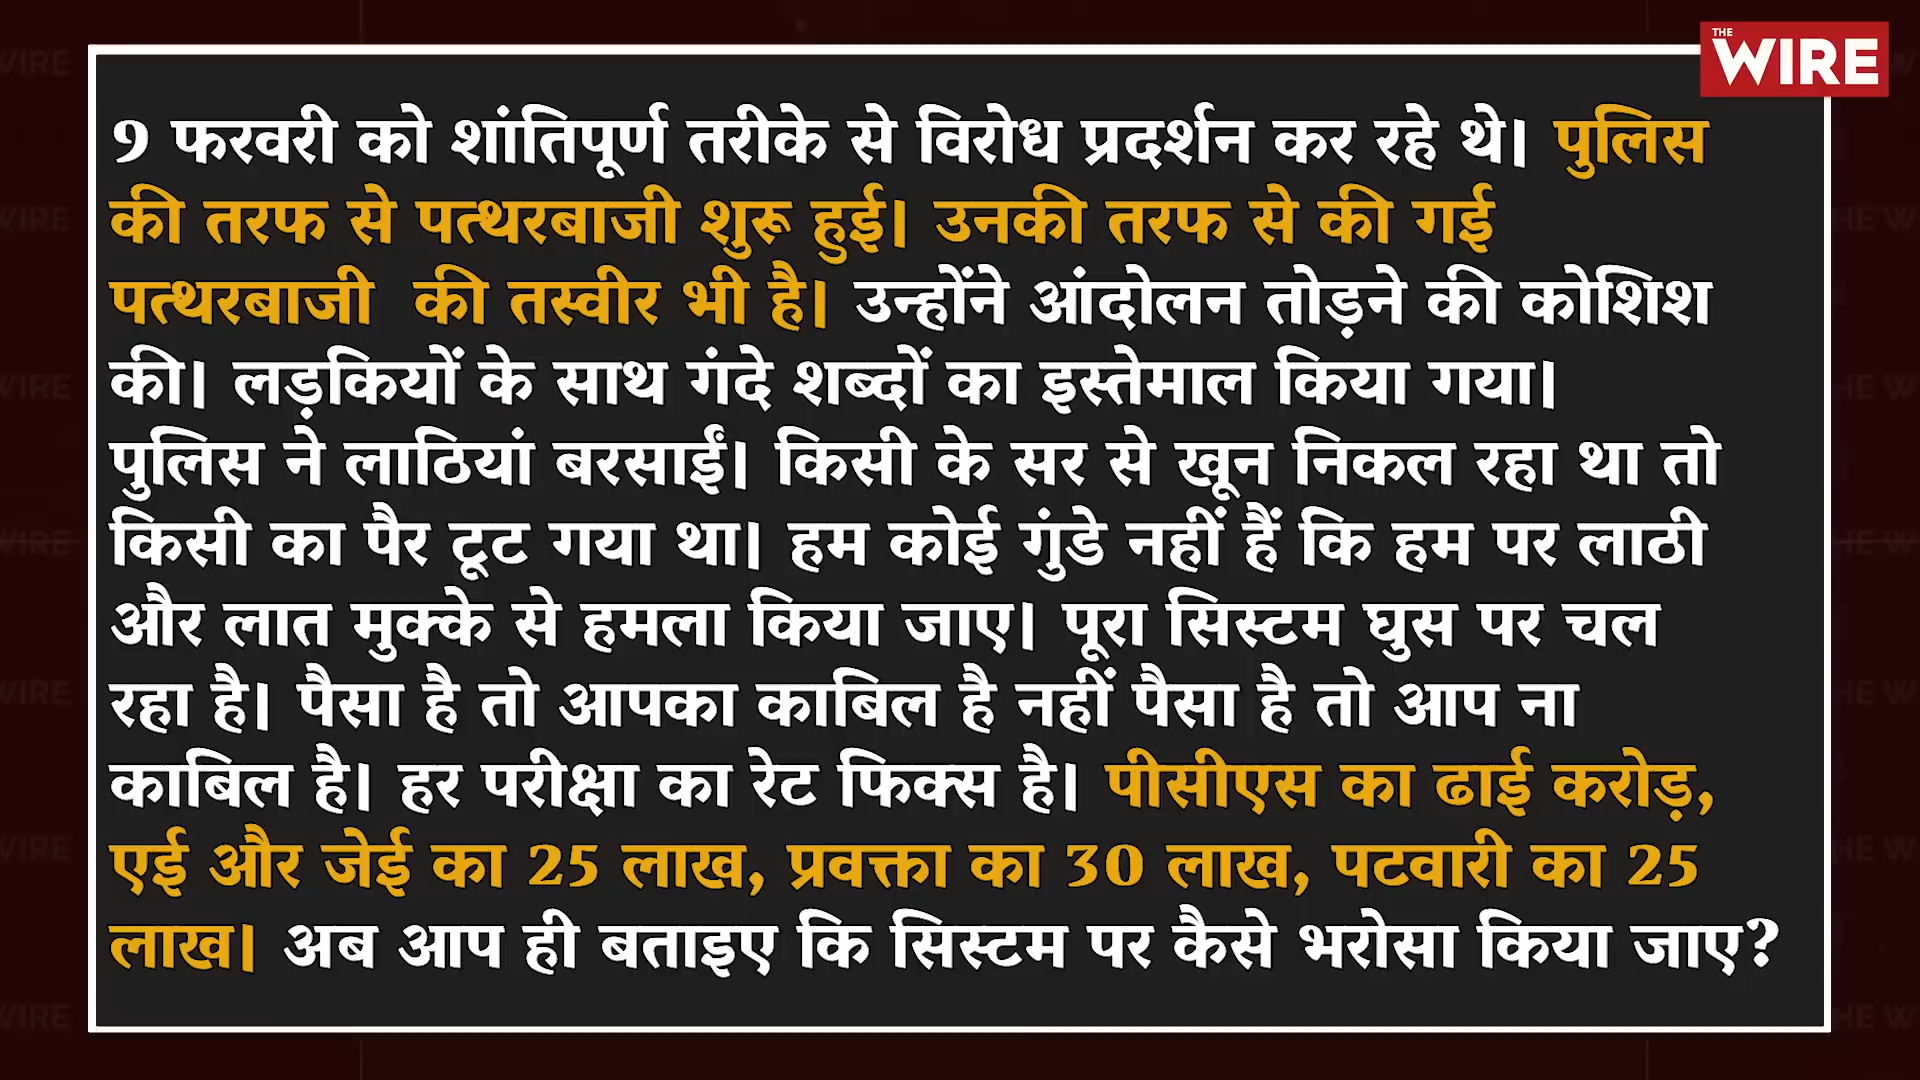 THE WIRE
9 फरवरी को शांतिपूर्ण तरीके से विरोध प्रदर्शन कर रहे थे। पुलिस
की तरफ से पत्थरबाजी शुरू हुई। उनकी तरफ से की गई
पत्थरबाजी की तस्वीर भी है। उन्होंने आंदोलन तोड़ने की कोशिश
की। लड़कियों के साथ गंदे शब्दों का इस्तेमाल किया गया।
पुलिस ने लाठियां बरसाईं। किसी के सर से खून निकल रहा था तो
किसी का पैर टूट गया था। हम कोई गुंडे नहीं हैं कि हम पर लाठी
और लात मुक्के से हमला किया जाए। पूरा सिस्टम घुस पर चल
रहा है। पैसा है तो आपका काबिल है नहीं पैसा है तो आप ना
काबिल है। हर परीक्षा का रेट फिक्स है। पीसीएस का ढाई करोड़,
एई और जेई का 25 लाख, प्रवक्ता का 30 लाख, पटवारी का 25
लाख। अब आप ही बताइए कि सिस्टम पर कैसे भरोसा किया जाए?